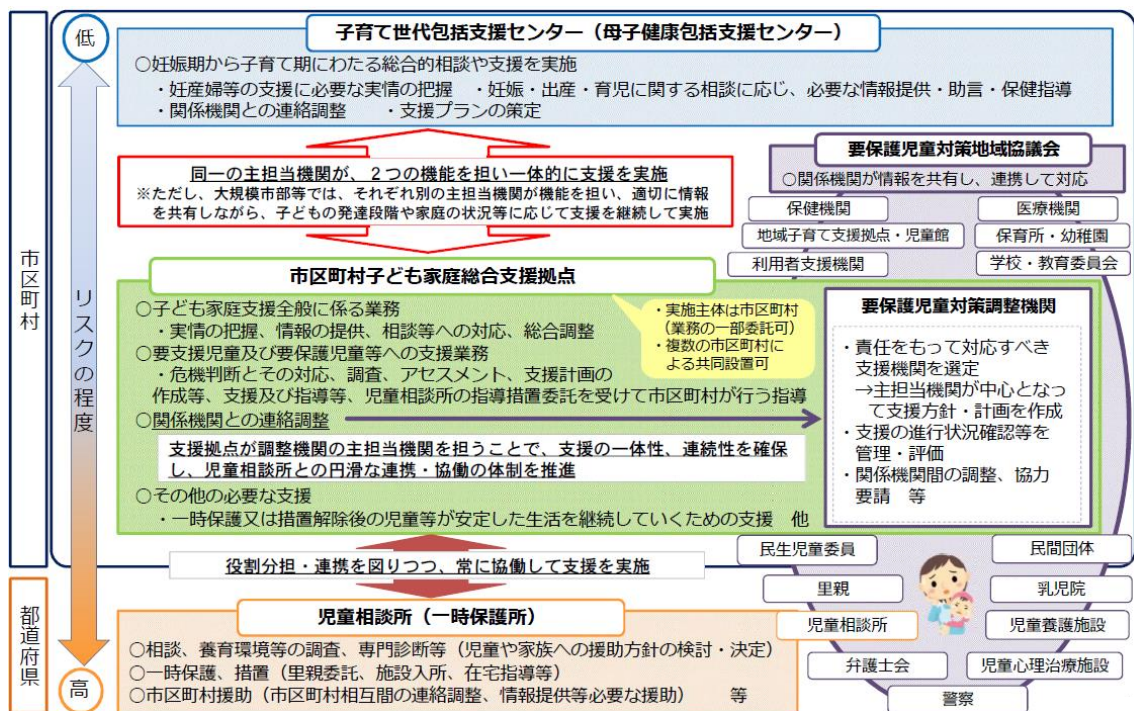 市区町村
都道府県
低
リスクの程度
高
子育て世代包括支援センター（母子健康包括支援センター）
○妊娠期から子育て期にわたる総合的相談や支援を実施
・妊産婦等の支援に必要な実情の把握　・妊娠・出産・育児に関する相談に応じ、必要な情報提供・助言・保健指導
・関係機関との連絡調整　　・支援プランの策定
同一の主担当機関が、２つの機能を担い一体的に支援を実施
※ただし、大規模市部等では、それぞれ別の主担当機関が機能を担い、適切に情報
を共有しながら、子どもの発達段階や家庭の状況等に応じて支援を継続して実施
要保護児童対策地域協議会
○関係機関が情報を共有し、連携して対応
保健機関
医療機関
地域子育て支援拠点・児童館
保育所・幼稚園
利用者支援機関
学校・教育委員会
市区町村子ども家庭総合支援拠点
○子ども家庭支援全般に係る業務
・実情の把握、情報の提供、相談等への対応、総合調整
○要支援児童及び要保護児童等への支援業務
・危機判断とその対応、調査、アセスメント、支援計画の
作成等、支援及び指導等、児童相談所の指導措置委託を受けて市区町村が行う指導
○関係機関との連絡調整
支援拠点が調整機関の主担当機関を担うことで、支援の一体性、連続性を確保
し、児童相談所との円滑な連携・協働の体制を推進
○その他の必要な支援
・一時保護又は措置解除後の児童等が安定した生活を継続していくための支援　他
・実施主体は市区町村
（業務の一部委託可）
・複数の市区町村に
よる共同設置可
要保護児童対策調整機関
・責任をもって対応すべき
支援機関を選定
→主担当機関が中心となっ
て支援方針・計画を作成
・支援の進行状況確認等を
管理・評価
・関係機関間の調整、協力
要請　等
役割分担・連携を図りつつ、常に協働して支援を実施
児童相談所（一時保護所）
○相談、養育環境等の調査、専門診断等（児童や家族への援助方針の検討・決定）
○一時保護、措置（里親委託、施設入所、在宅指導等）
○市区町村援助（市区町村相互間の連絡調整、情報提供等必要な援助）　　等
民生児童委員
民間団体
里親
乳児院
児童相談所
児童養護施設
弁護士会
児童心理治療施設
警察